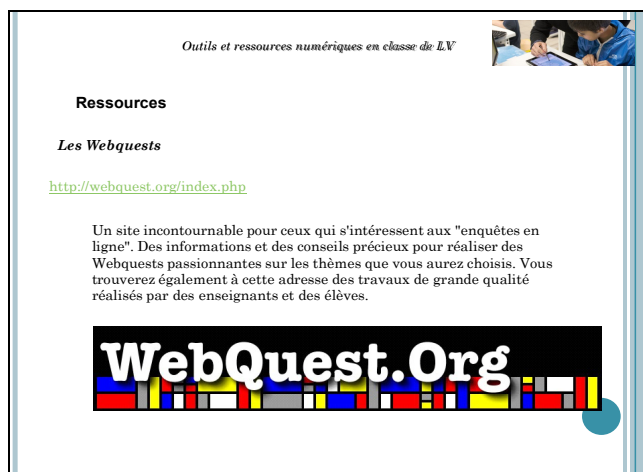 Outils et ressources numériques en classe de LV
Ressources
Les Webquests
http://webquest.org/index.php
Un site incontournable pour ceux qui s'intéressent aux "enquêtes en
ligne". Des informations et des conseils précieux pour réaliser des
Webquests passionnantes sur les thèmes que vous aurez choisis. Vous
trouverez également à cette adresse des travaux de grande qualité
réalisés par des enseignants et des élèves.
WebQuest.Org